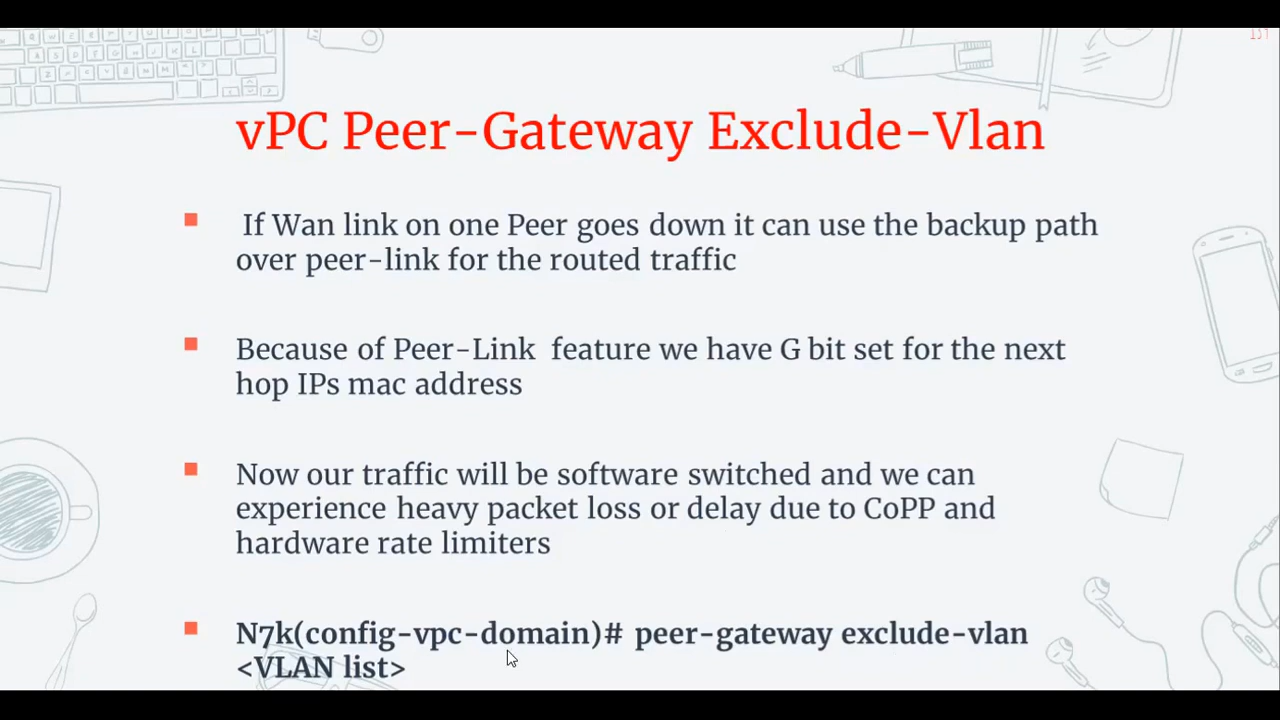 vPC Peer-Gateway Exclude-Vlan
If Wan link on one Peer goes down it can use the backup path
over peer-link for the routed traffic
Because of Peer-Link feature we have G bit set for the next
hop IPs mac address
Now our traffic will be software switched and we can
experience heavy packet loss or delay due to CoPP and
hardware rate limiters
N7k(config-vpc-domain)# peer-gateway exclude-vlan
<VLAN list>